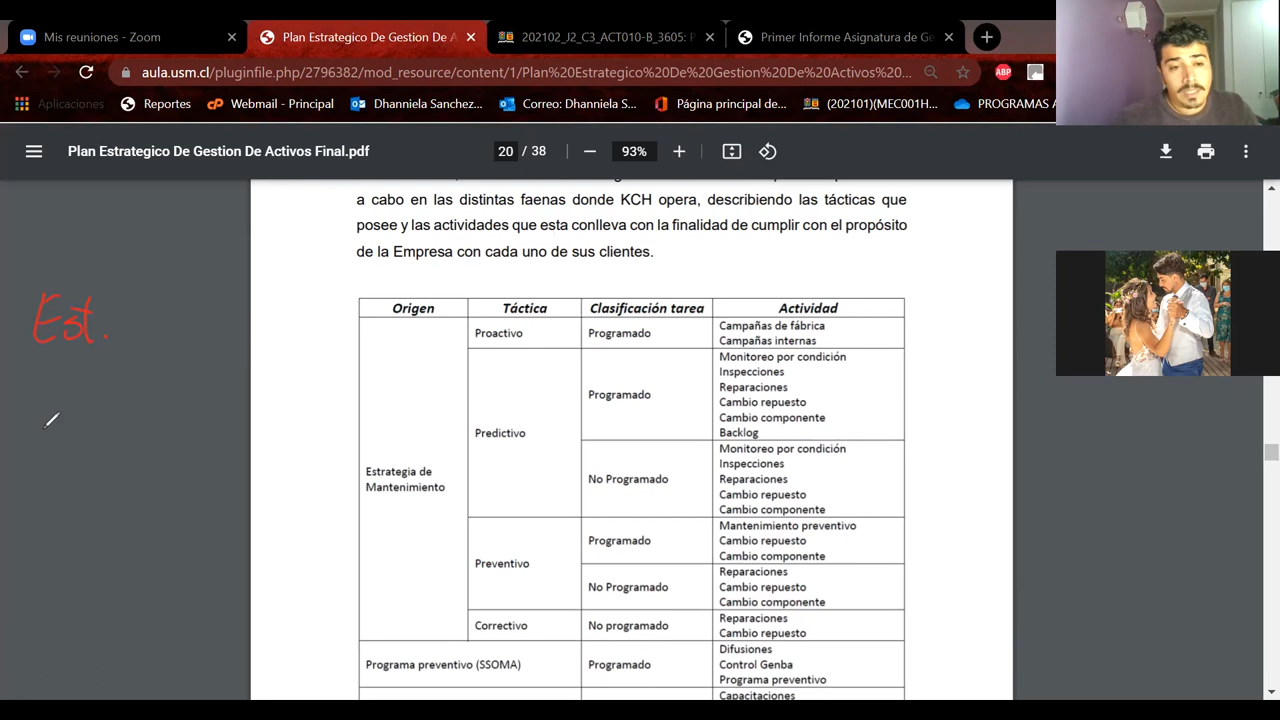 Mis reuniones - Zoom
Plan Estrategico De Gestion De A
202102_J2_C3_ACT010-B_3605: P
Primer Informe Asignatura de Ge
aula.usm.cl/pluginfile.php/2796382/mod_resource/content/1/Plan%20Estrategico%20De%20Gestion%20De%20Activos%20...
ABP
Aplicaciones
Reportes
Webmail - Principal
Dhanniela Sanchez...
Correo: Dhanniela S...
Página principal de...
(202101)(MEC001H...
PROGRAMAS A
Plan Estrategico De Gestion De Activos Final.pdf
20 / 38
93%
a cabo en las distintas faenas donde KCH opera, describiendo las tácticas que
posee y las actividades que esta conlleva con la finalidad de cumplir con el propósito
de la Empresa con cada uno de sus clientes.
Est.
Origen Táctica Clasificación tarea Actividad
Estrategia de
Mantenimiento
Proactivo
Programado
Campañas de fábrica
Campañas internas
Predictivo
Programado
Monitoreo por condición
Inspecciones
Reparaciones
Cambio repuesto
Cambio componente
Backlog
No Programado
Monitoreo por condición
Inspecciones
Reparaciones
Cambio repuesto
Cambio componente
Preventivo
Programado
Mantenimiento preventivo
Cambio repuesto
Cambio componente
No Programado
Reparaciones
Cambio repuesto
Cambio componente
Correctivo
No programado
Reparaciones
Cambio repuesto
Programa preventivo (SSOMA)
Programado
Difusiones
Control Genba
Programa preventivo
Capacitaciones